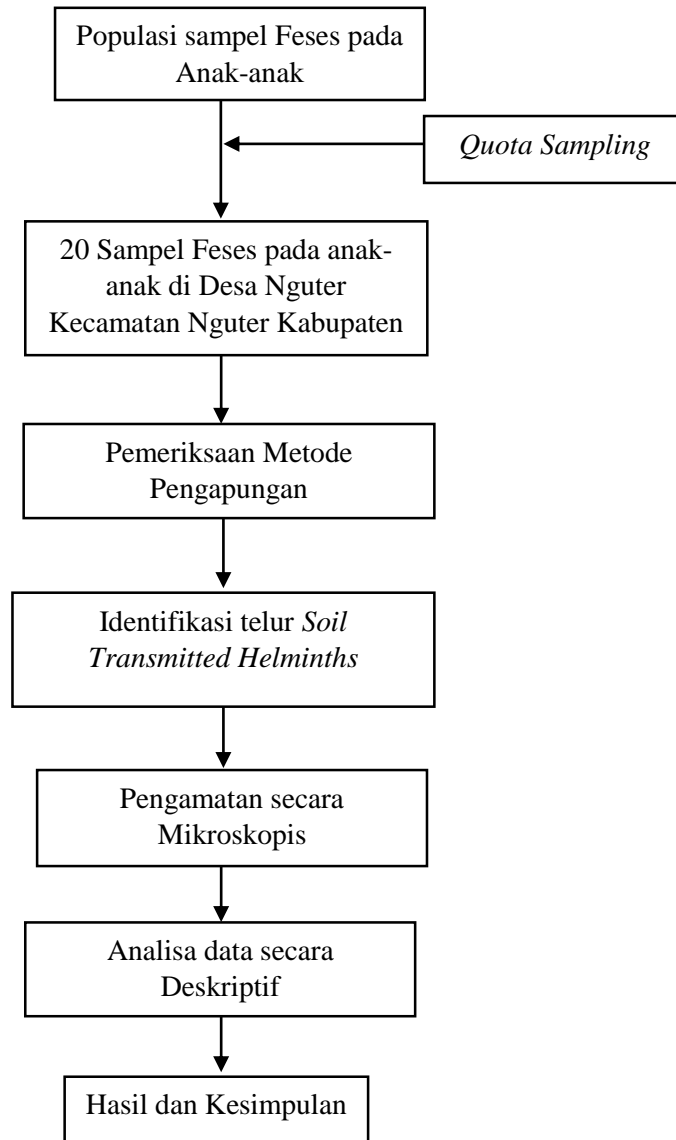 Populasi sampel Feses pada
Anak-anak
Quota Sampling
20 Sampel Feses pada anak-
anak di Desa Nguter
Kecamatan Nguter Kabupaten
Pemeriksaan Metode
Pengapungan
Identifikasi telur Soil
Transmitted Helminths
Pengamatan secara
Mikroskopis
Analisa data secara
Deskriptif
Hasil dan Kesimpulan